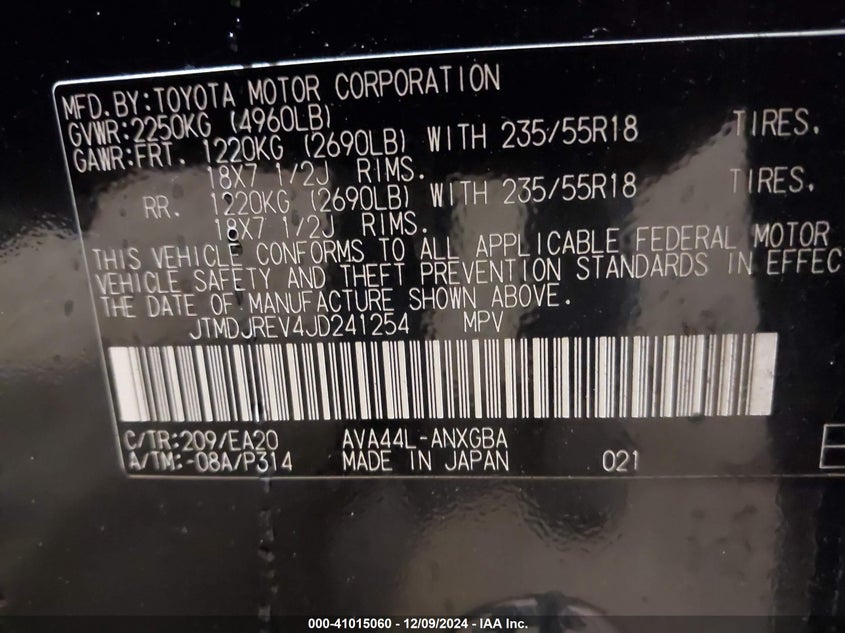 MFD.BY:TOYOTA MOTOR CORPORATION
GVWR:2250KG (4960LB)
GAWR:FRT. 1220KG (2690LB) WITH 235/55R18 TIRES.
18X7 1/2J RIMS.
RR. 1220KG (2690LB) WITH 235/55R18 TIRES.
18X7 1/2J RIMS.
THIS VEHICLE CONFORMS TO ALL APPLICABLE FEDERAL MOTOR
VEHICLE SAFETY AND THEFT PREVENTION STANDARDS IN EFFEC
THE DATE OF MANUFACTURE SHOWN ABOVE.
JTMDJREV4JD241254 MPV
C/TR:209/EA20 AVA44L-ANXGBA
A/TM:-08A/P314 MADE IN JAPAN 021
000-41015060 - 12/09/2024 - IAA Inc.